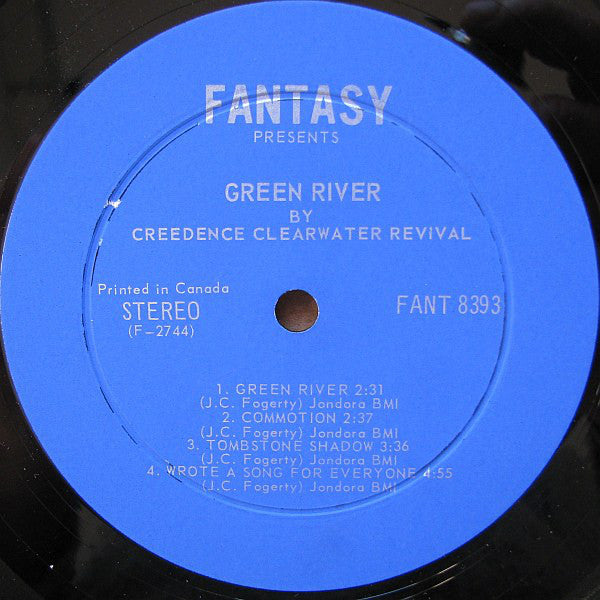 FANTASY
PRESENTS
GREEN RIVER
BY
CREEDENCE CLEARWATER REVIVAL
Printed in Canada
STEREO
FANT 8393
(F-2744)
1. GREEN RIVER 2:31
(J.C. Fogerty) Jondora BMI
2. COMMOTION 2:37
(J.C. Fogerty) Jondora BMI
3. TOMBSTONE SHADOW 3:36
(J.C. Fogerty) Jondora BMI
4. WROTE A SONG FOR EVERYONE 4:55
(J.C. Fogerty) Jondora BMI